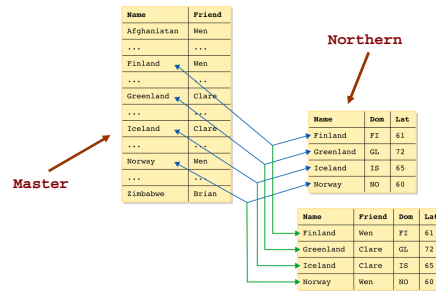 Name Friend
Afghanistan Wen
... ...
Finland Wen
... ...
Greenland Clare
... ...
Iceland Clare
... ...
Norway Wen
... ...
Zimbabwe Brian
Master
Northern
Name Dom Lat
Finland FI 61
Greenland GL 72
Iceland IS 65
Norway NO 60
Name Friend Dom Lat
Finland Wen FI 61
Greenland Clare GL 72
Iceland Clare IS 65
Norway Wen NO 60